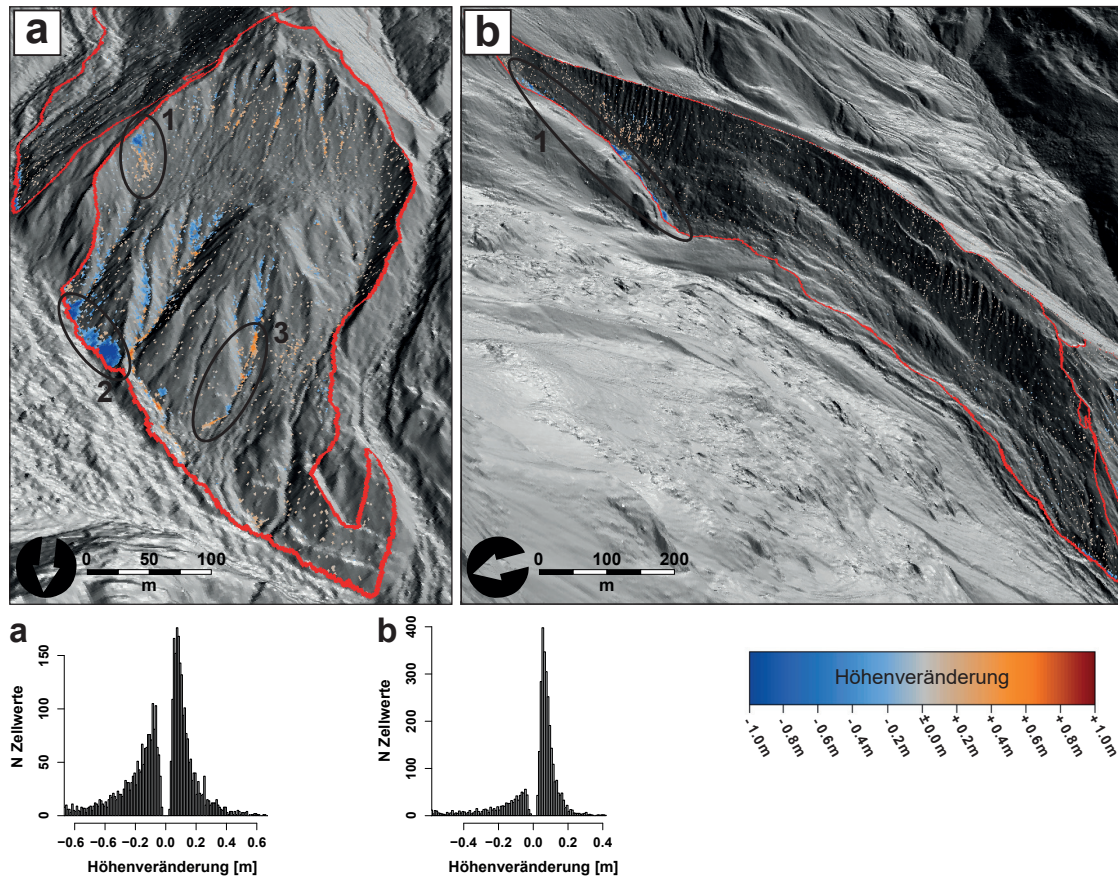 a
1
2
3
0 50 100
m
b
1
0 100 200
m
a
N Zellwerte
150
100
50
0
−0.6 −0.4 −0.2 0.0 0.2 0.4 0.6
Höhenveränderung [m]
b
N Zellwerte
400
300
200
100
0
−0.4 −0.2 0.0 0.2 0.4
Höhenveränderung [m]
Höhenveränderung
- 1.0m
- 0.8m
- 0.6m
- 0.4m
- 0.2m
±0.0m
+ 0.2m
+ 0.4m
+ 0.6m
+ 0.8m
+ 1.0m